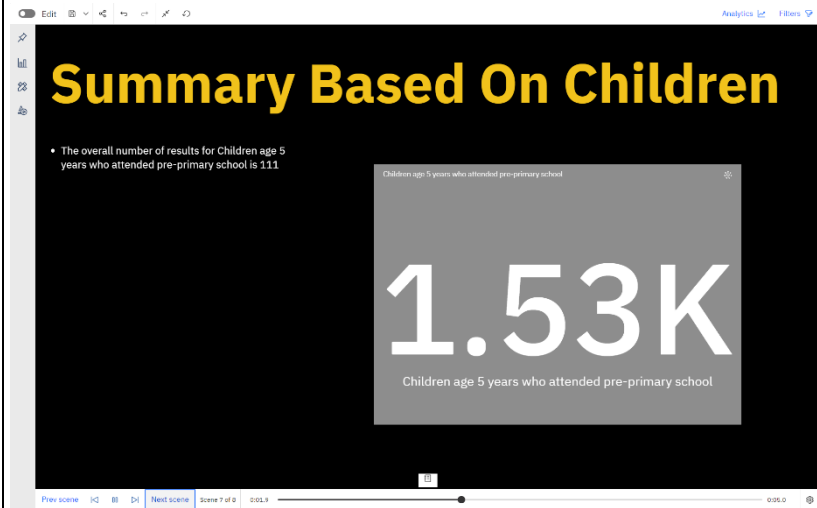 Edit
Analytics
Filters
Summary Based On Children
• The overall number of results for Children age 5
years who attended pre-primary school is 111
Children age 5 years who attended pre-primary school
1.53K
Children age 5 years who attended pre-primary school
Prev scene
Next scene
Scene 7 of 8
0:01.9
0:05.0